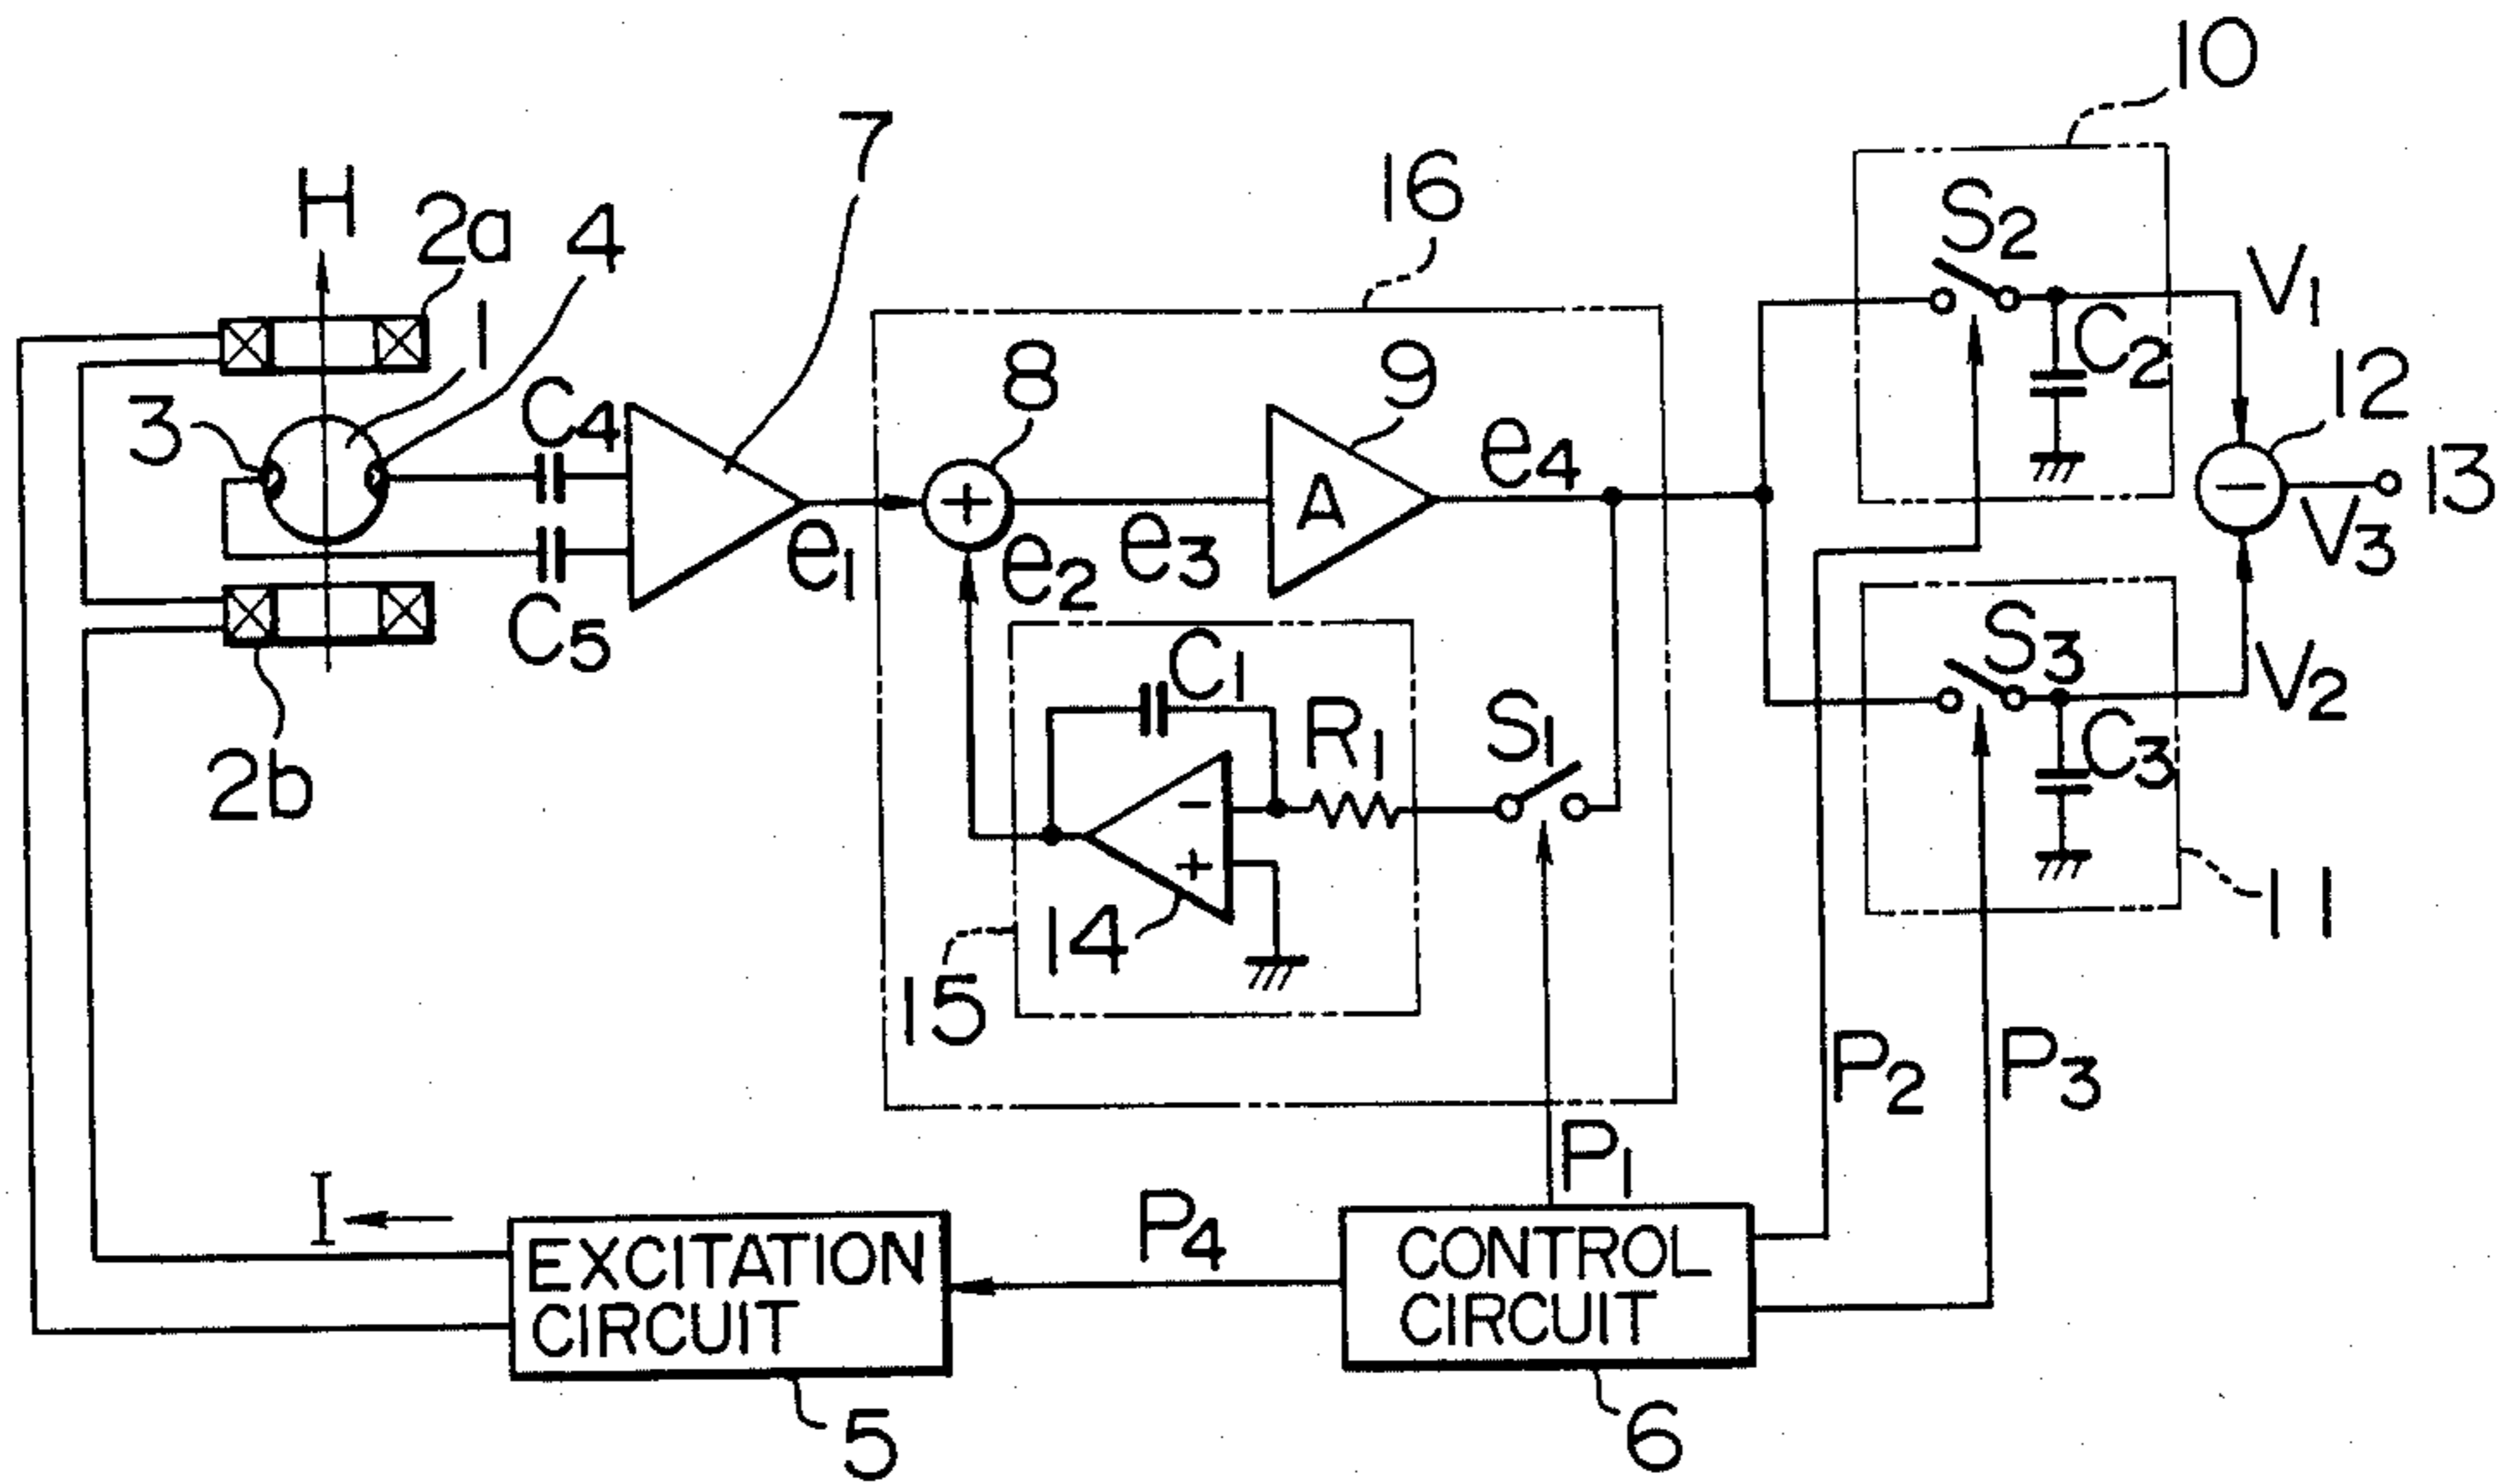 10
7
H
2a
4
16
S2
V1
1
C2
3
C4
8
9
12
e4
13
e1
e2
e3
A
+
−
V3
C5
C1
S3
V2
R1
S1
C3
2b
−
+
14
11
15
P2
P3
P1
I
P4
EXCITATION
CIRCUIT
CONTROL
CIRCUIT
5
6